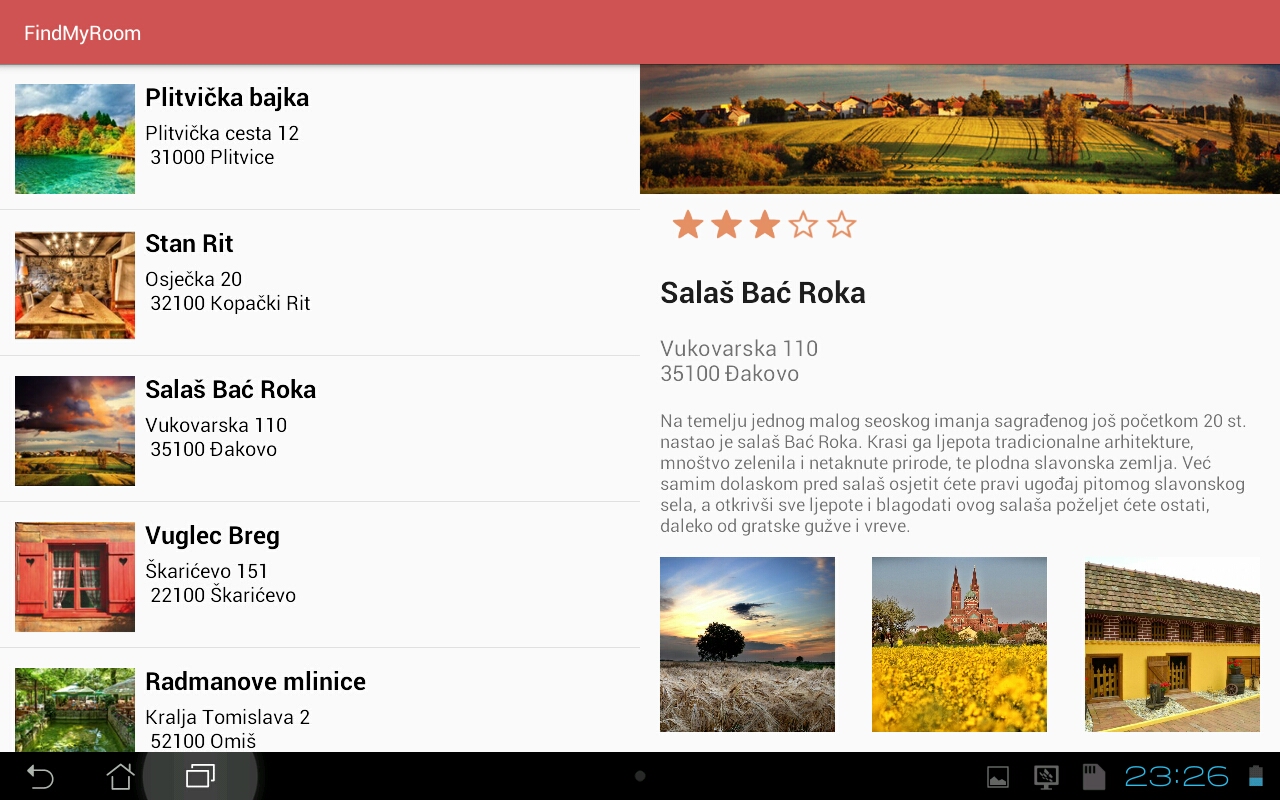 FindMyRoom
Plitvička bajka
Plitvička cesta 12
31000 Plitvice
Stan Rit
Osječka 20
32100 Kopački Rit
Salaš Bać Roka
Vukovarska 110
35100 Đakovo
Vuglec Breg
Škarićevo 151
22100 Škarićevo
Radmanove mlinice
Kralja Tomislava 2
52100 Omiš
Salaš Bać Roka
Vukovarska 110
35100 Đakovo
Na temelju jednog malog seoskog imanja sagrađenog još početkom 20 st.
nastao je salaš Bać Roka. Krasi ga ljepota tradicionalne arhitekture,
mnoštvo zelenila i netaknute prirode, te plodna slavonska zemlja. Već
samim dolaskom pred salaš osjetit ćete pravi ugođaj pitomog slavonskog
sela, a otkrivši sve ljepote i blagodati ovog salaša poželjet ćete ostati,
daleko od gratske gužve i vreve.
23:26